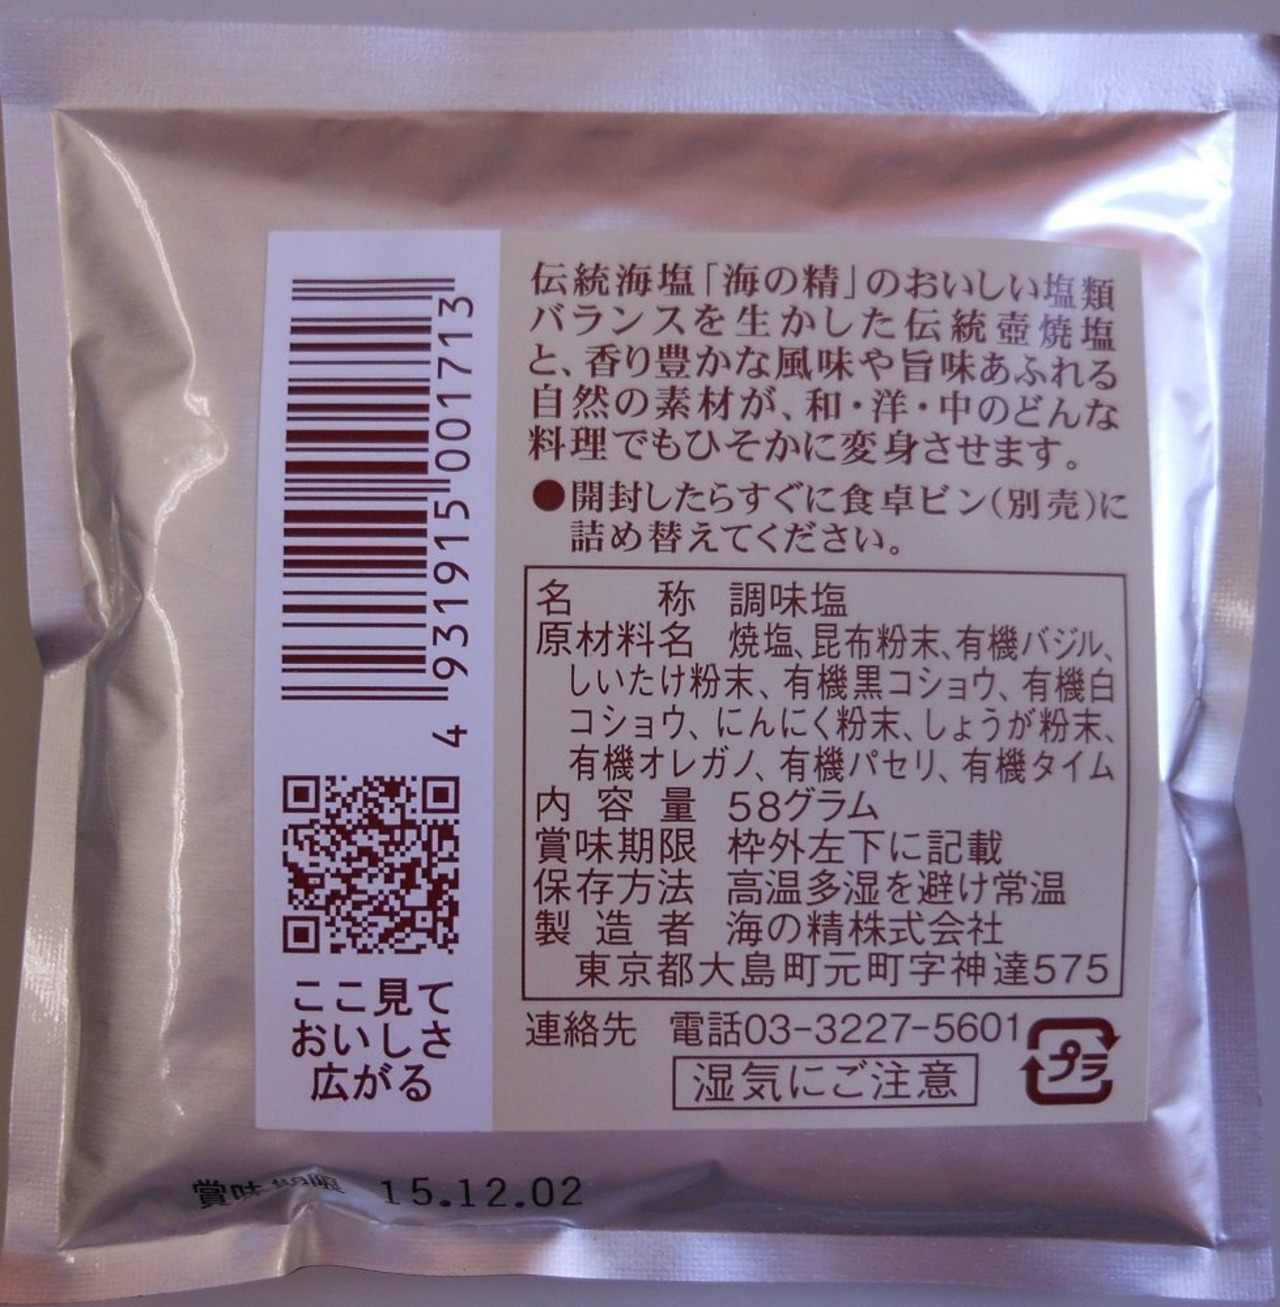 伝統海塩「海の精」のおいしい塩類
バランスを生かした伝統壺焼塩
と、香り豊かな風味や旨味あふれる
自然の素材が、和・洋・中のどんな
料理でもひそかに変身させます。
●開封したらすぐに食卓ビン(別売)に
詰め替えてください。
名称 調味塩
原材料名 焼塩、昆布粉末、有機バジル、
しいたけ粉末、有機黒コショウ、有機白
コショウ、にんにく粉末、しょうが粉末、
有機オレガノ、有機パセリ、有機タイム
内容量 58グラム
賞味期限 枠外左下に記載
保存方法 高温多湿を避け常温
製造者 海の精株式会社
東京都大島町元町字神達575
連絡先 電話03-3227-5601
湿気にご注意
プラ
4 931915 001713
ここ見て
おいしさ
広がる
賞味期限 15.12.02